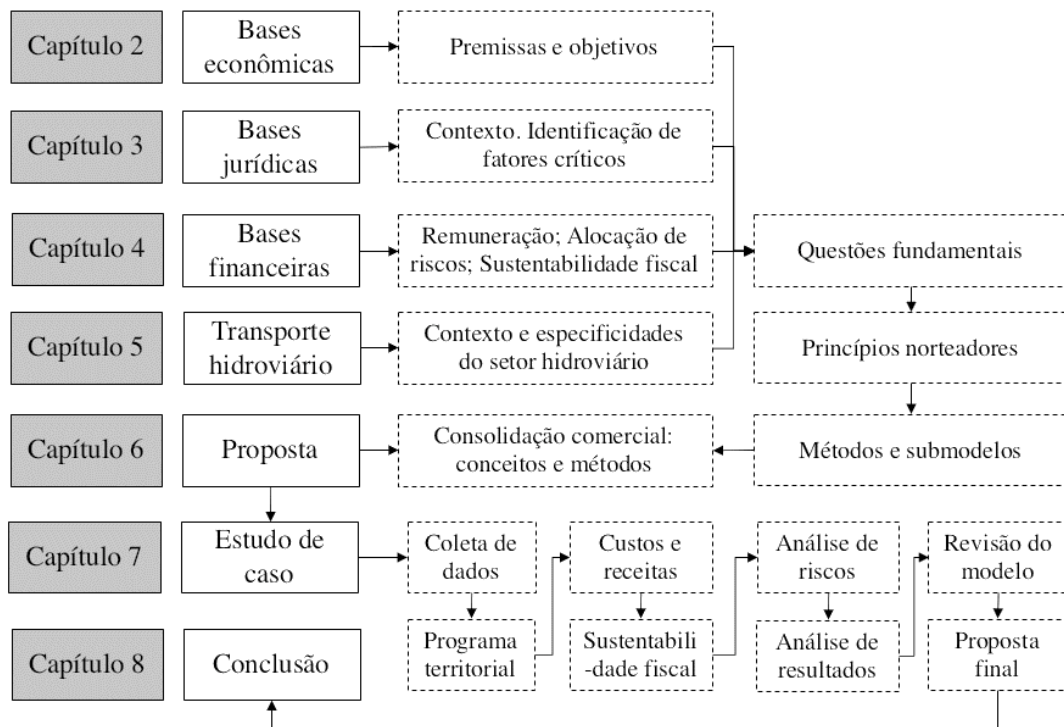 Capítulo 2
Bases
econômicas
Premissas e objetivos
Capítulo 3
Bases
jurídicas
Contexto. Identificação de
fatores críticos
Capítulo 4
Bases
financeiras
Remuneração; Alocação de
riscos; Sustentabilidade fiscal
Questões fundamentais
Capítulo 5
Transporte
hidroviário
Contexto e especificidades
do setor hidroviário
Princípios norteadores
Capítulo 6
Proposta
Consolidação comercial:
conceitos e métodos
Métodos e submodelos
Capítulo 7
Estudo de
caso
Coleta de
dados
Custos e
receitas
Análise de
riscos
Revisão do
modelo
Capítulo 8
Conclusão
Programa
territorial
Sustentabili
-dade fiscal
Análise de
resultados
Proposta
final